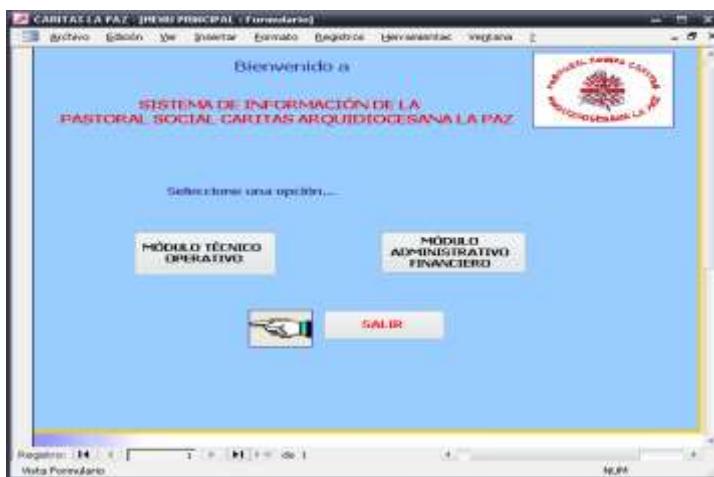 CARITAS LA PAZ - [MENU PRINCIPAL : Formulario]
Archivo Edición Ver Insertar Formato Registros Herramientas Ventana ?
Bienvenido a
SISTEMA DE INFORMACIÓN DE LA
PASTORAL SOCIAL CARITAS ARQUIDIOCESANA LA PAZ
Seleccione una opción....
MÓDULO TÉCNICO
OPERATIVO
MÓDULO
ADMINISTRATIVO
FINANCIERO
SALIR
Registro: 1 de 1
Vista Formulario NUM